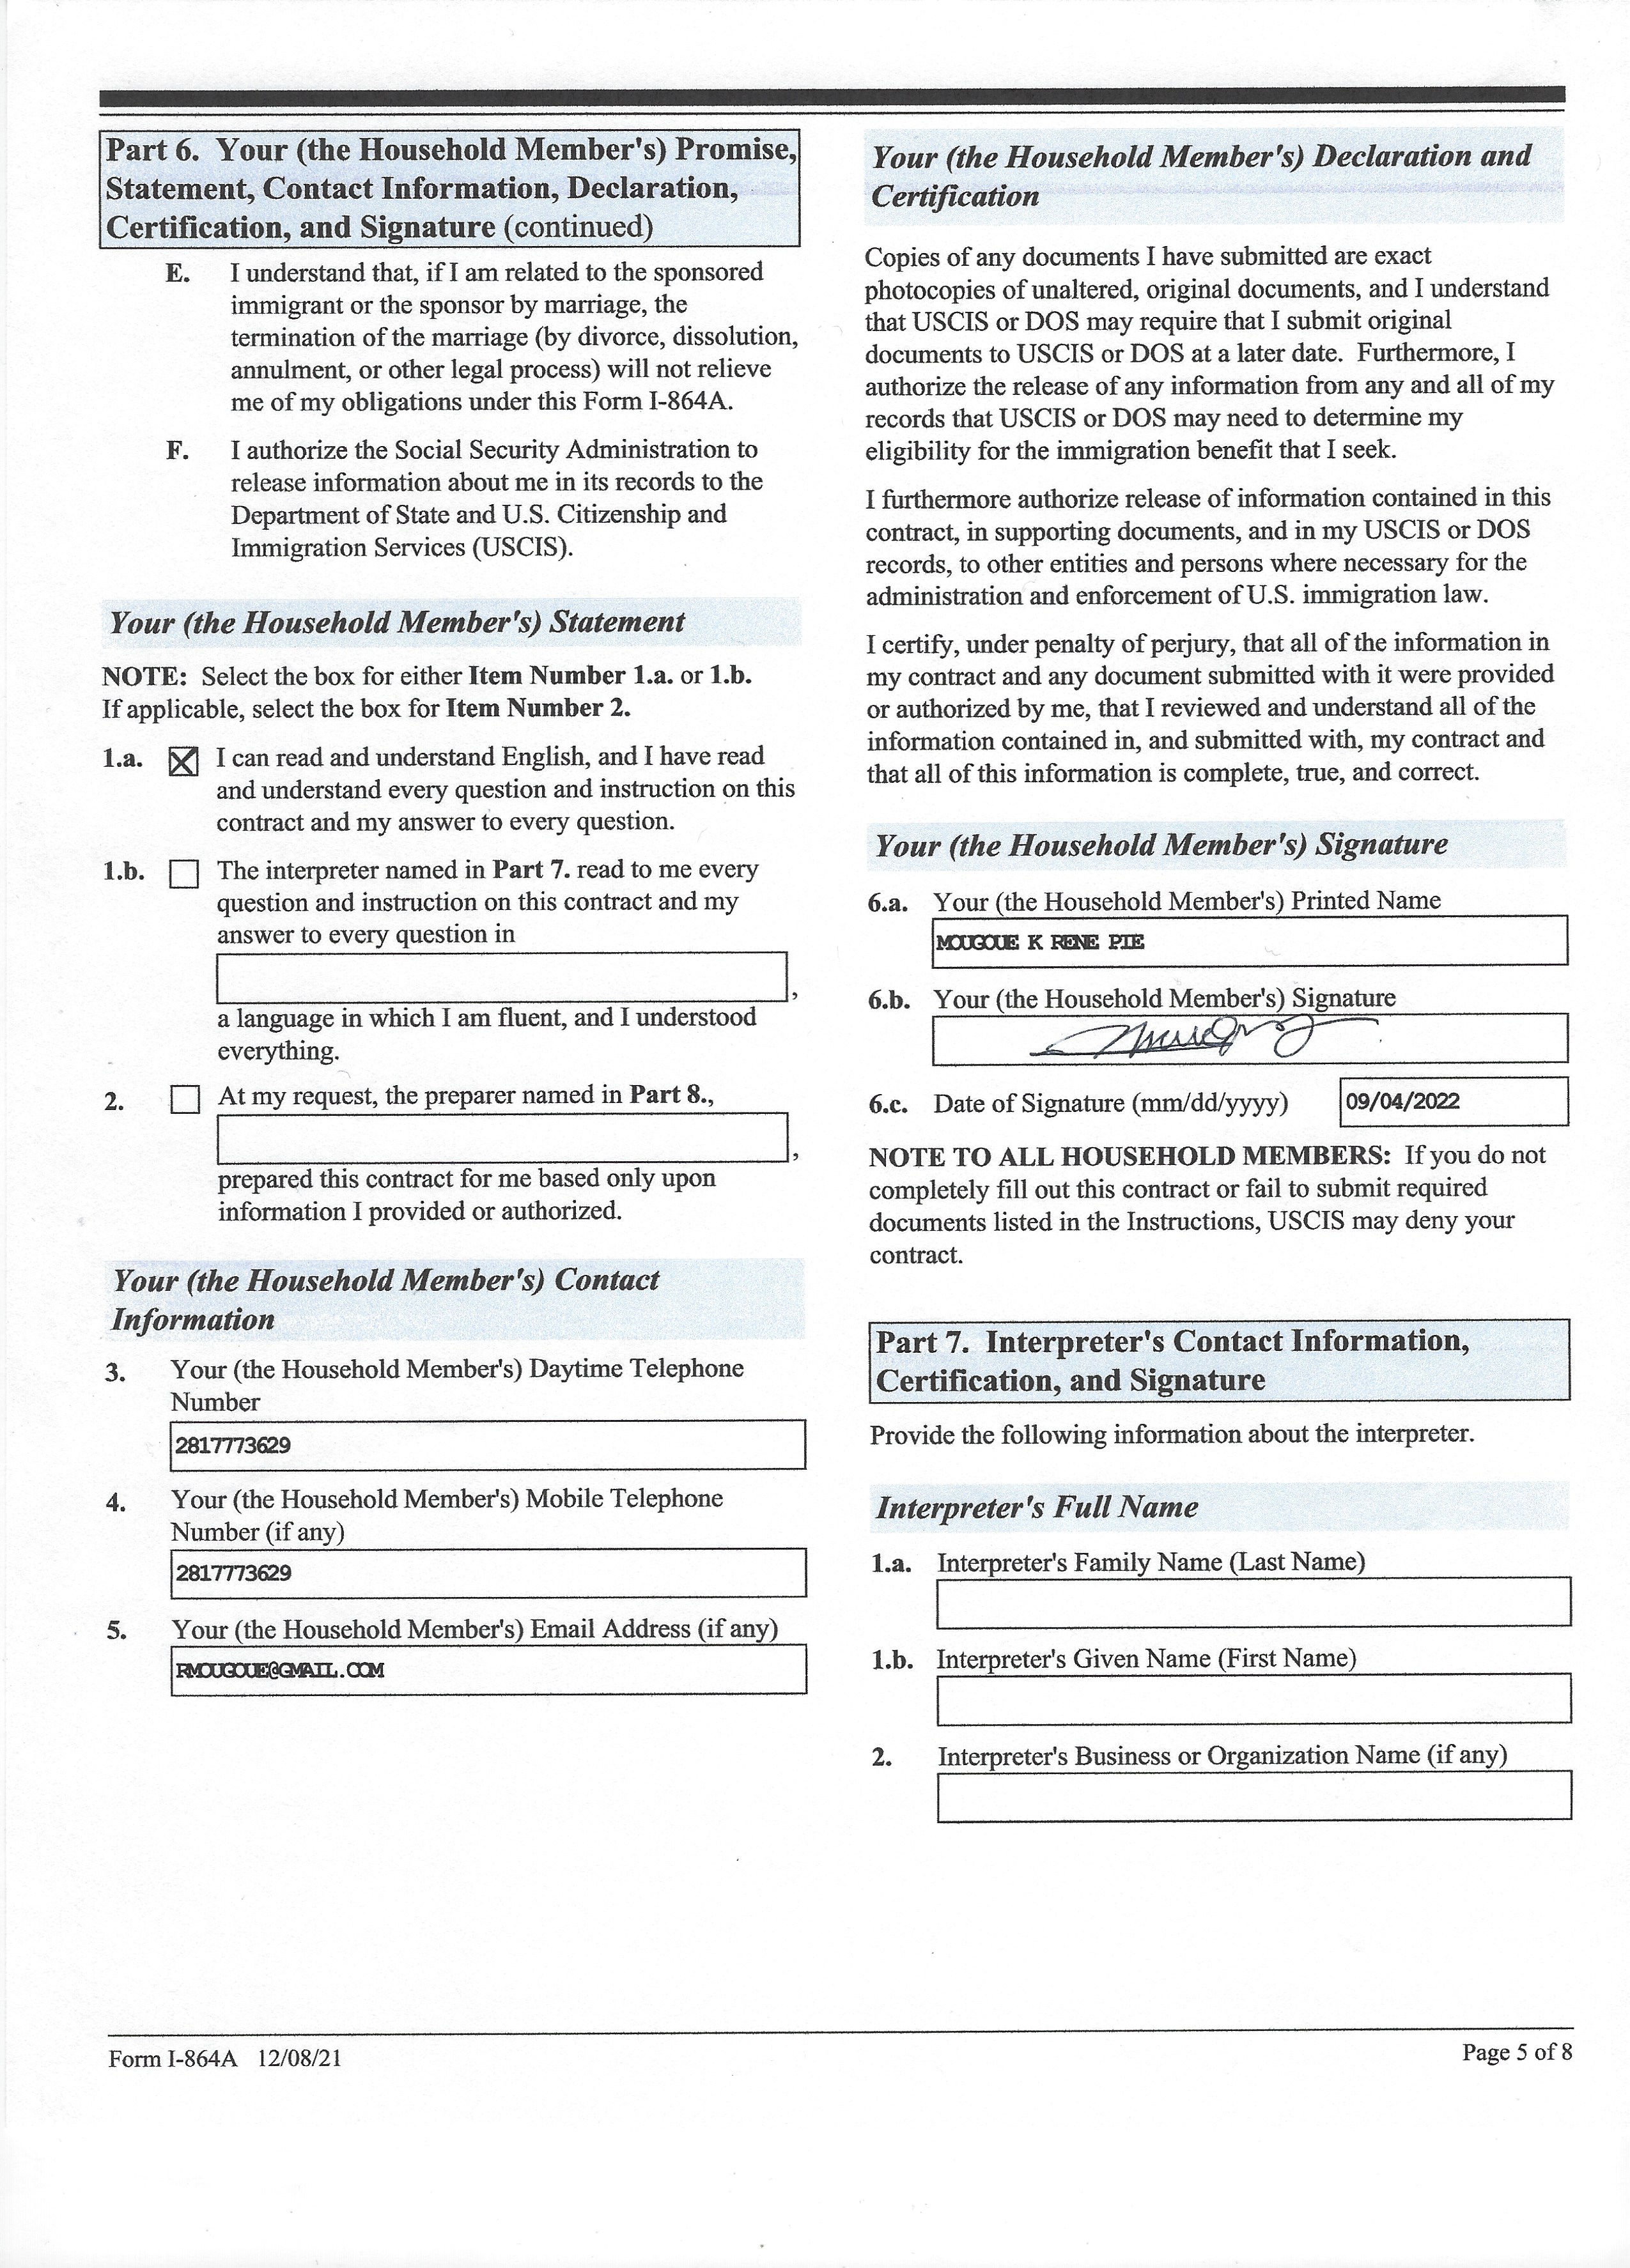 Part 6. Your (the Household Member's) Promise,
Statement, Contact Information, Declaration,
Certification, and Signature (continued)
E. I understand that, if I am related to the sponsored
immigrant or the sponsor by marriage, the
termination of the marriage (by divorce, dissolution,
annulment, or other legal process) will not relieve
me of my obligations under this Form I-864A.
F. I authorize the Social Security Administration to
release information about me in its records to the
Department of State and U.S. Citizenship and
Immigration Services (USCIS).
Your (the Household Member's) Statement
NOTE: Select the box for either Item Number 1.a. or 1.b.
If applicable, select the box for Item Number 2.
1.a. I can read and understand English, and I have read
and understand every question and instruction on this
contract and my answer to every question.
1.b. The interpreter named in Part 7. read to me every
question and instruction on this contract and my
answer to every question in
,
a language in which I am fluent, and I understood
everything.
2. At my request, the preparer named in Part 8.,
,
prepared this contract for me based only upon
information I provided or authorized.
Your (the Household Member's) Contact
Information
3. Your (the Household Member's) Daytime Telephone
Number
2817773629
4. Your (the Household Member's) Mobile Telephone
Number (if any)
2817773629
5. Your (the Household Member's) Email Address (if any)
RMOUGOUE@GMAIL.COM
Your (the Household Member's) Declaration and
Certification
Copies of any documents I have submitted are exact
photocopies of unaltered, original documents, and I understand
that USCIS or DOS may require that I submit original
documents to USCIS or DOS at a later date. Furthermore, I
authorize the release of any information from any and all of my
records that USCIS or DOS may need to determine my
eligibility for the immigration benefit that I seek.
I furthermore authorize release of information contained in this
contract, in supporting documents, and in my USCIS or DOS
records, to other entities and persons where necessary for the
administration and enforcement of U.S. immigration law.
I certify, under penalty of perjury, that all of the information in
my contract and any document submitted with it were provided
or authorized by me, that I reviewed and understand all of the
information contained in, and submitted with, my contract and
that all of this information is complete, true, and correct.
Your (the Household Member's) Signature
6.a. Your (the Household Member's) Printed Name
MOUGOUE K RENE PIE
6.b. Your (the Household Member's) Signature
6.c. Date of Signature (mm/dd/yyyy) 09/04/2022
NOTE TO ALL HOUSEHOLD MEMBERS: If you do not
completely fill out this contract or fail to submit required
documents listed in the Instructions, USCIS may deny your
contract.
Part 7. Interpreter's Contact Information,
Certification, and Signature
Provide the following information about the interpreter.
Interpreter's Full Name
1.a. Interpreter's Family Name (Last Name)
1.b. Interpreter's Given Name (First Name)
2. Interpreter's Business or Organization Name (if any)
Form I-864A 12/08/21
Page 5 of 8